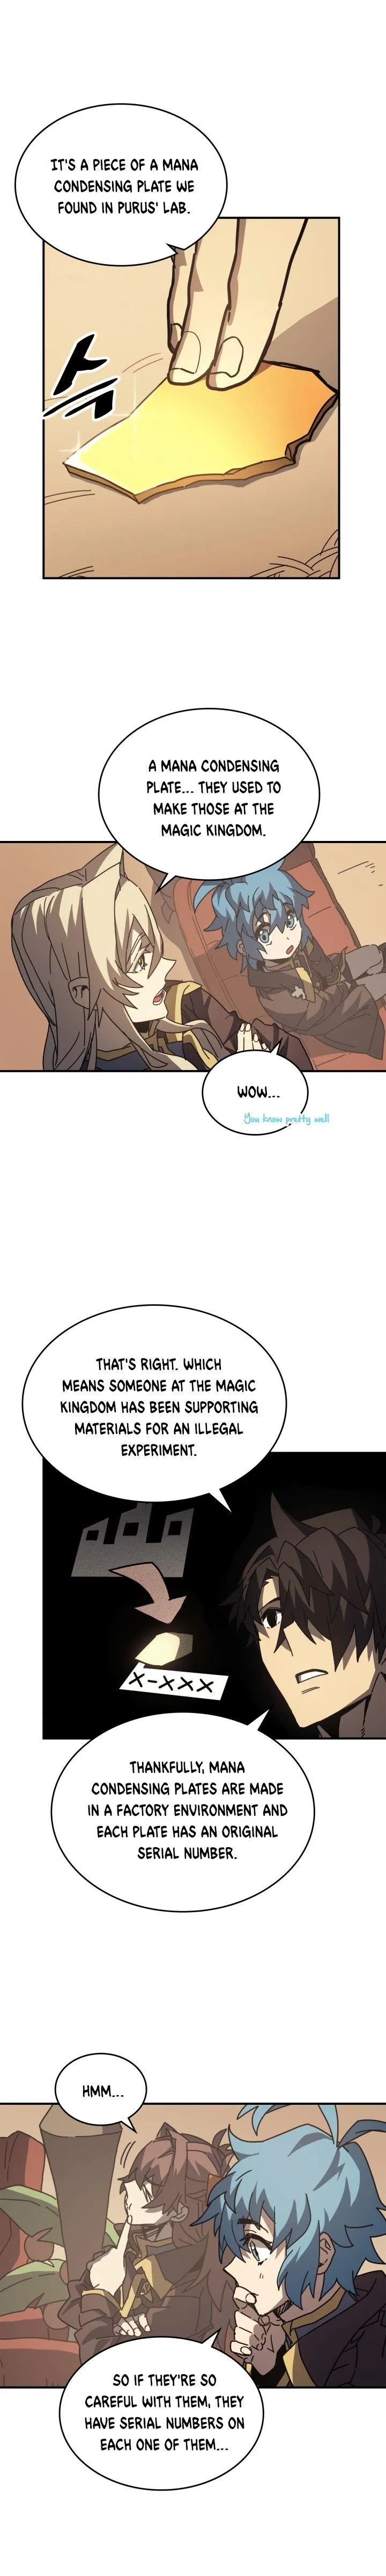 IT'S A PIECE OF A MANA
CONDENSING PLATE WE
FOUND IN PURUS' LAB.
ト
A MANA CONDENSING
PLATE... THEY USED TO
MAKE THOSE AT THE
MAGIC KINGDOM.
WOW...
You know pretty well
THAT'S RIGHT. WHICH
MEANS SOMEONE AT THE MAGIC
KINGDOM HAS BEEN SUPPORTING
MATERIALS FOR AN ILLEGAL
EXPERIMENT.
X-XXX
THANKFULLY, MANA
CONDENSING PLATES ARE MADE
IN A FACTORY ENVIRONMENT AND
EACH PLATE HAS AN ORIGINAL
SERIAL NUMBER.
HMM...
SO IF THEY'RE SO
CAREFUL WITH THEM, THEY
HAVE SERIAL NUMBERS ON
EACH ONE OF THEM...